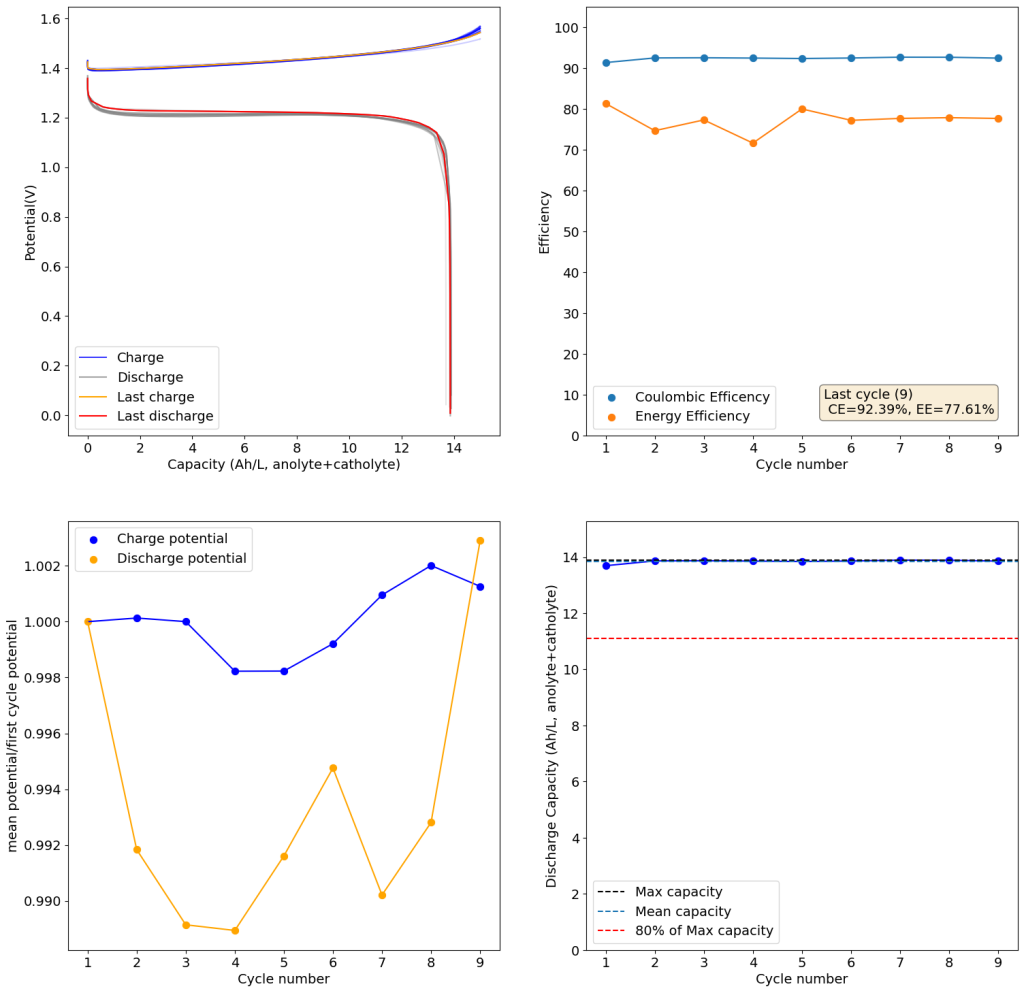 1.6
1.4
1.2
1.0
0.8
0.6
0.4
0.2
0.0
Potential(V)
Charge
Discharge
Last charge
Last discharge
0 2 4 6 8 10 12 14
Capacity (Ah/L, anolyte+catholyte)
100
90
80
70
60
50
40
30
20
10
0
Efficiency
Coulombic Efficency
Energy Efficiency
Last cycle (9)
CE=92.39%, EE=77.61%
1 2 3 4 5 6 7 8 9
Cycle number
1.002
1.000
0.998
0.996
0.994
0.992
0.990
mean potential/first cycle potential
Charge potential
Discharge potential
1 2 3 4 5 6 7 8 9
Cycle number
14
12
10
8
6
4
2
0
Discharge Capacity (Ah/L, anolyte+catholyte)
Max capacity
Mean capacity
80% of Max capacity
1 2 3 4 5 6 7 8 9
Cycle number